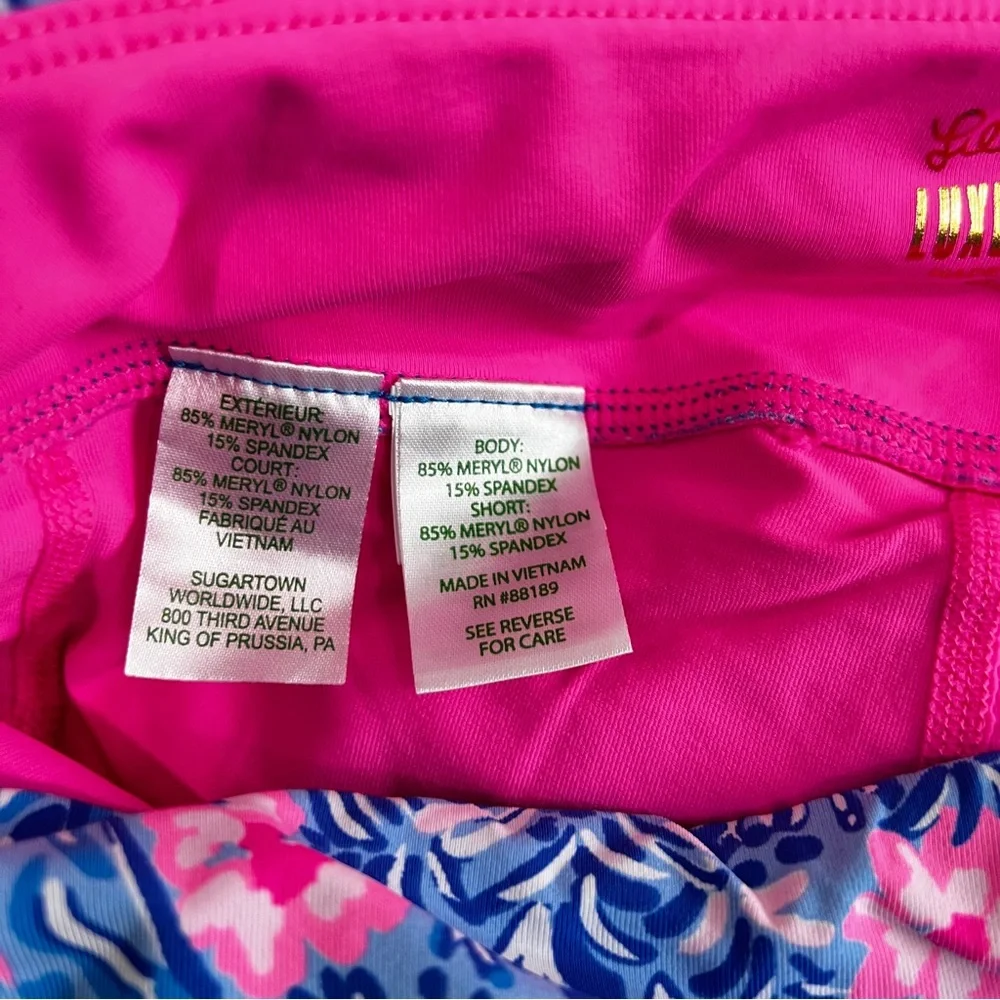 EXTÉRIEUR:
85% MERYL® NYLON
15% SPANDEX
COURT:
85% MERYL® NYLON
15% SPANDEX
FABRIQUÉ AU
VIETNAM
SUGARTOWN
WORLDWIDE, LLC
800 THIRD AVENUE
KING OF PRUSSIA, PA
BODY:
85% MERYL® NYLON
15% SPANDEX
SHORT:
85% MERYL® NYLON
15% SPANDEX
MADE IN VIETNAM
RN #88189
SEE REVERSE
FOR CARE